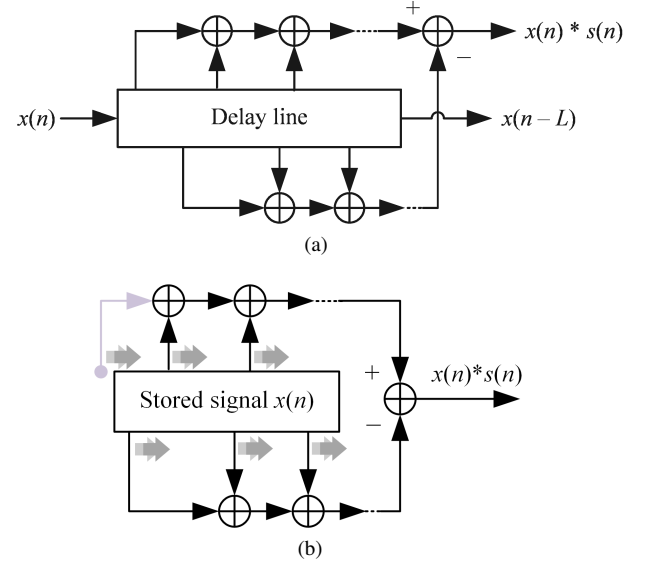 +
x(n) * s(n)
−
x(n)
Delay line
x(n − L)
(a)
Stored signal x(n)
+
x(n)*s(n)
−
(b)